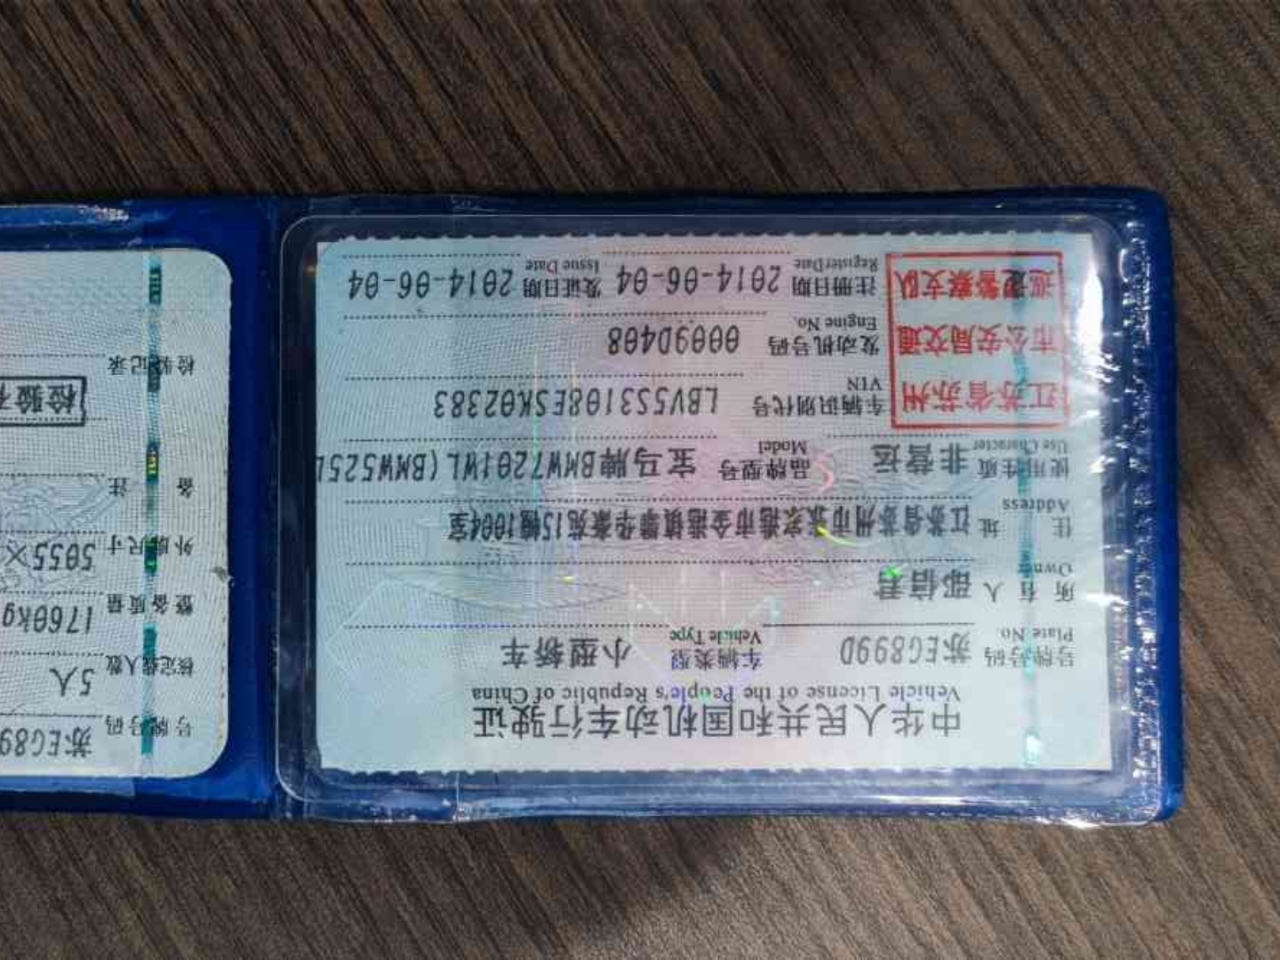 中华人民共和国机动车行驶证
Vehicle License of the People's Republic of China
号牌号码 苏EG899D 车辆类型 小型轿车
Plate No. Vehicle Type
所有人 邵信君
Owner
住址 江苏省苏州市张家港市金港镇攀华豪苑15幢1004室
Address
使用性质 非营运 品牌型号 宝马牌BMW7201WL(BMW525L
Use Character Model
江苏省苏州
市公安局交通
巡逻警察支队
车辆识别代号 LBV5S3108ESK02383
VIN
发动机号码 0009D408
Engine No.
注册日期 2014-06-04 发证日期 2014-06-04
Register Date Issue Date
号牌号码 苏EG89
核定载人数 5人
整备质量 1760kg
外廓尺寸 5055×
备注
检验
检验记录